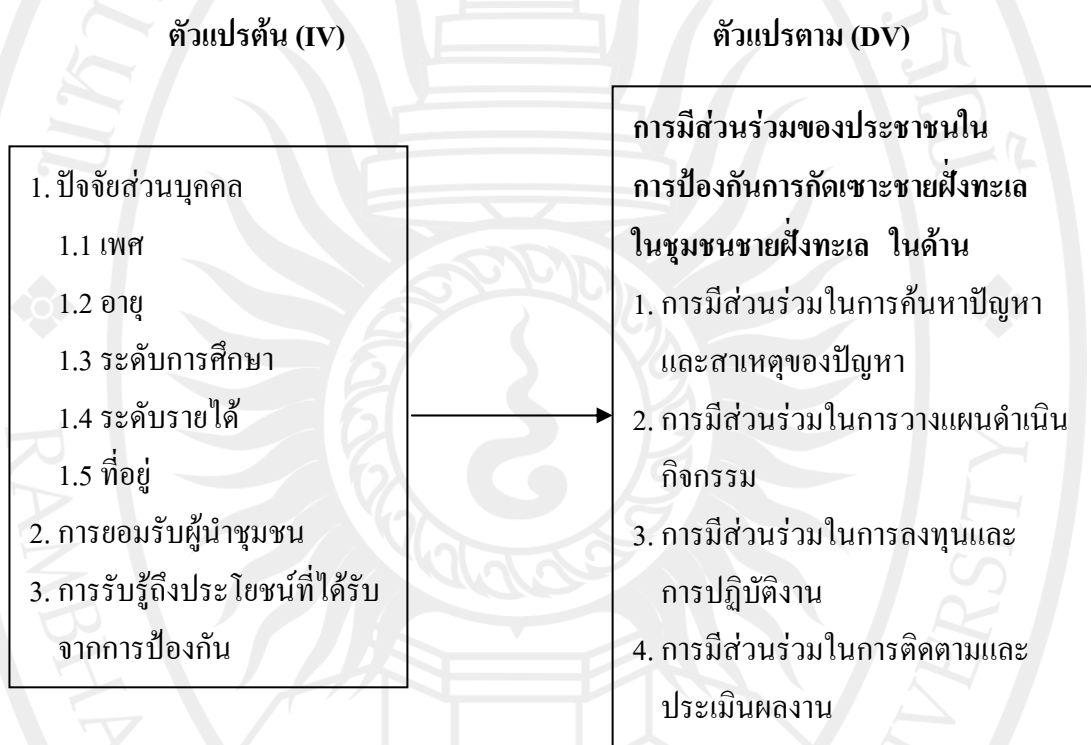 ตัวแปรต้น (IV)
1. ปัจจัยส่วนบุคคล
1.1 เพศ
1.2 อายุ
1.3 ระดับการศึกษา
1.4 ระดับรายได้
1.5 ที่อยู่
2. การยอมรับผู้นำชุมชน
3. การรับรู้ถึงประโยชน์ที่ได้รับ
จากการป้องกัน
ตัวแปรตาม (DV)
การมีส่วนร่วมของประชาชนใน
การป้องกันการกัดเซาะชายฝั่งทะเล
ในชุมชนชายฝั่งทะเล ในด้าน
1. การมีส่วนร่วมในการค้นหาปัญหา
และสาเหตุของปัญหา
2. การมีส่วนร่วมในการวางแผนดำเนิน
กิจกรรม
3. การมีส่วนร่วมในการลงทุนและ
การปฏิบัติงาน
4. การมีส่วนร่วมในการติดตามและ
ประเมินผลงาน